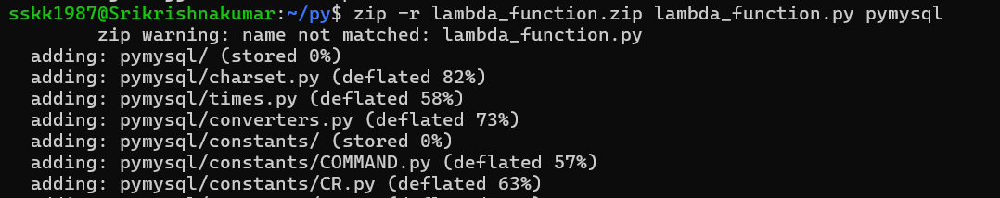 sskk1987@Srikrishnakumar:~/py$ zip -r lambda_function.zip lambda_function.py pymysql
zip warning: name not matched: lambda_function.py
adding: pymysql/ (stored 0%)
adding: pymysql/charset.py (deflated 82%)
adding: pymysql/times.py (deflated 58%)
adding: pymysql/converters.py (deflated 73%)
adding: pymysql/constants/ (stored 0%)
adding: pymysql/constants/COMMAND.py (deflated 57%)
adding: pymysql/constants/CR.py (deflated 63%)